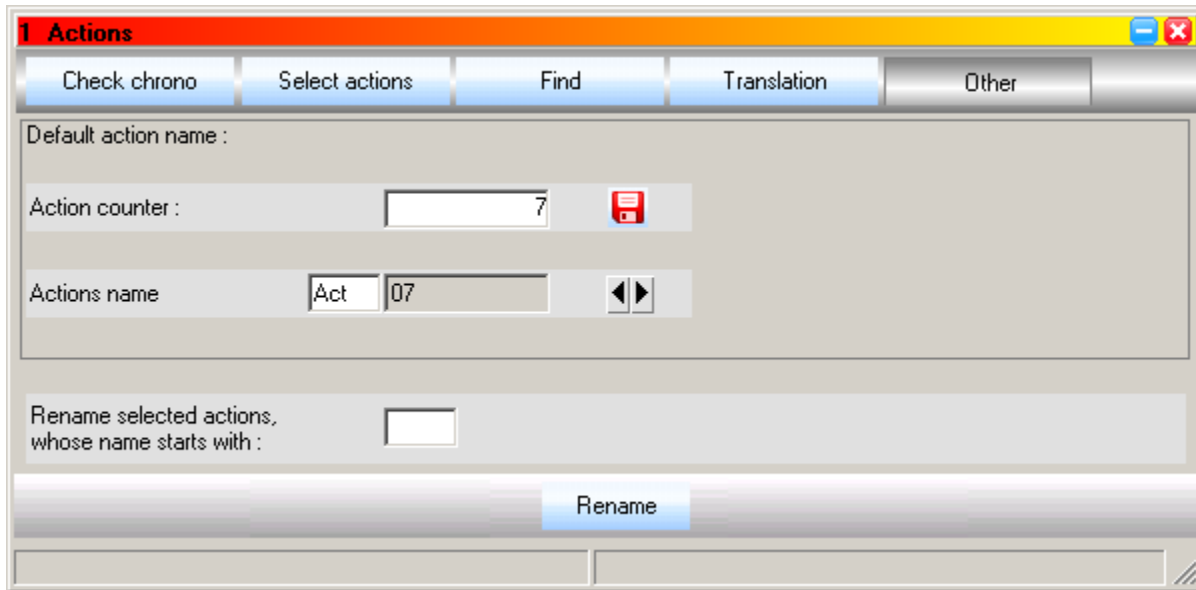 1 Actions
Check chrono Select actions Find Translation Other
Default action name :
Action counter : 7
Actions name Act 07
Rename selected actions,
whose name starts with :
Rename